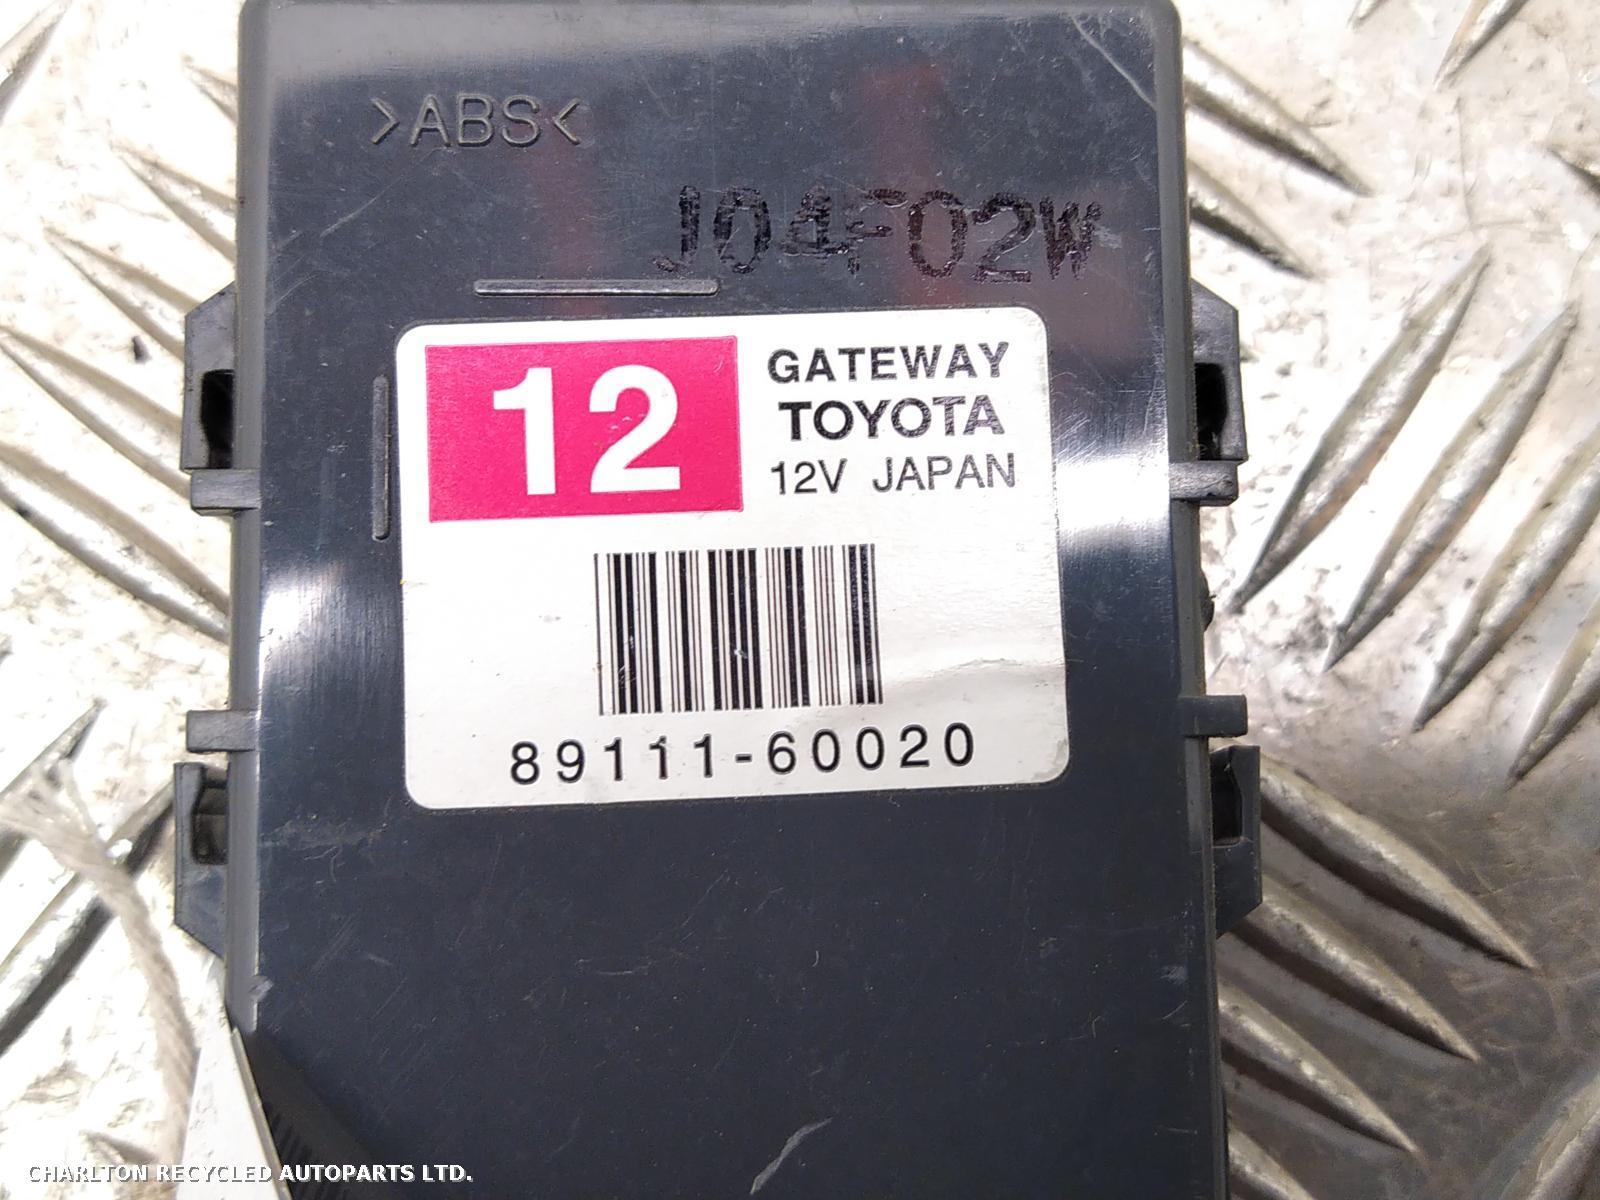 >ABS<
J04F02W
12
GATEWAY
TOYOTA
12V JAPAN
89111-60020
CHARLTON RECYCLED AUTOPARTS LTD.